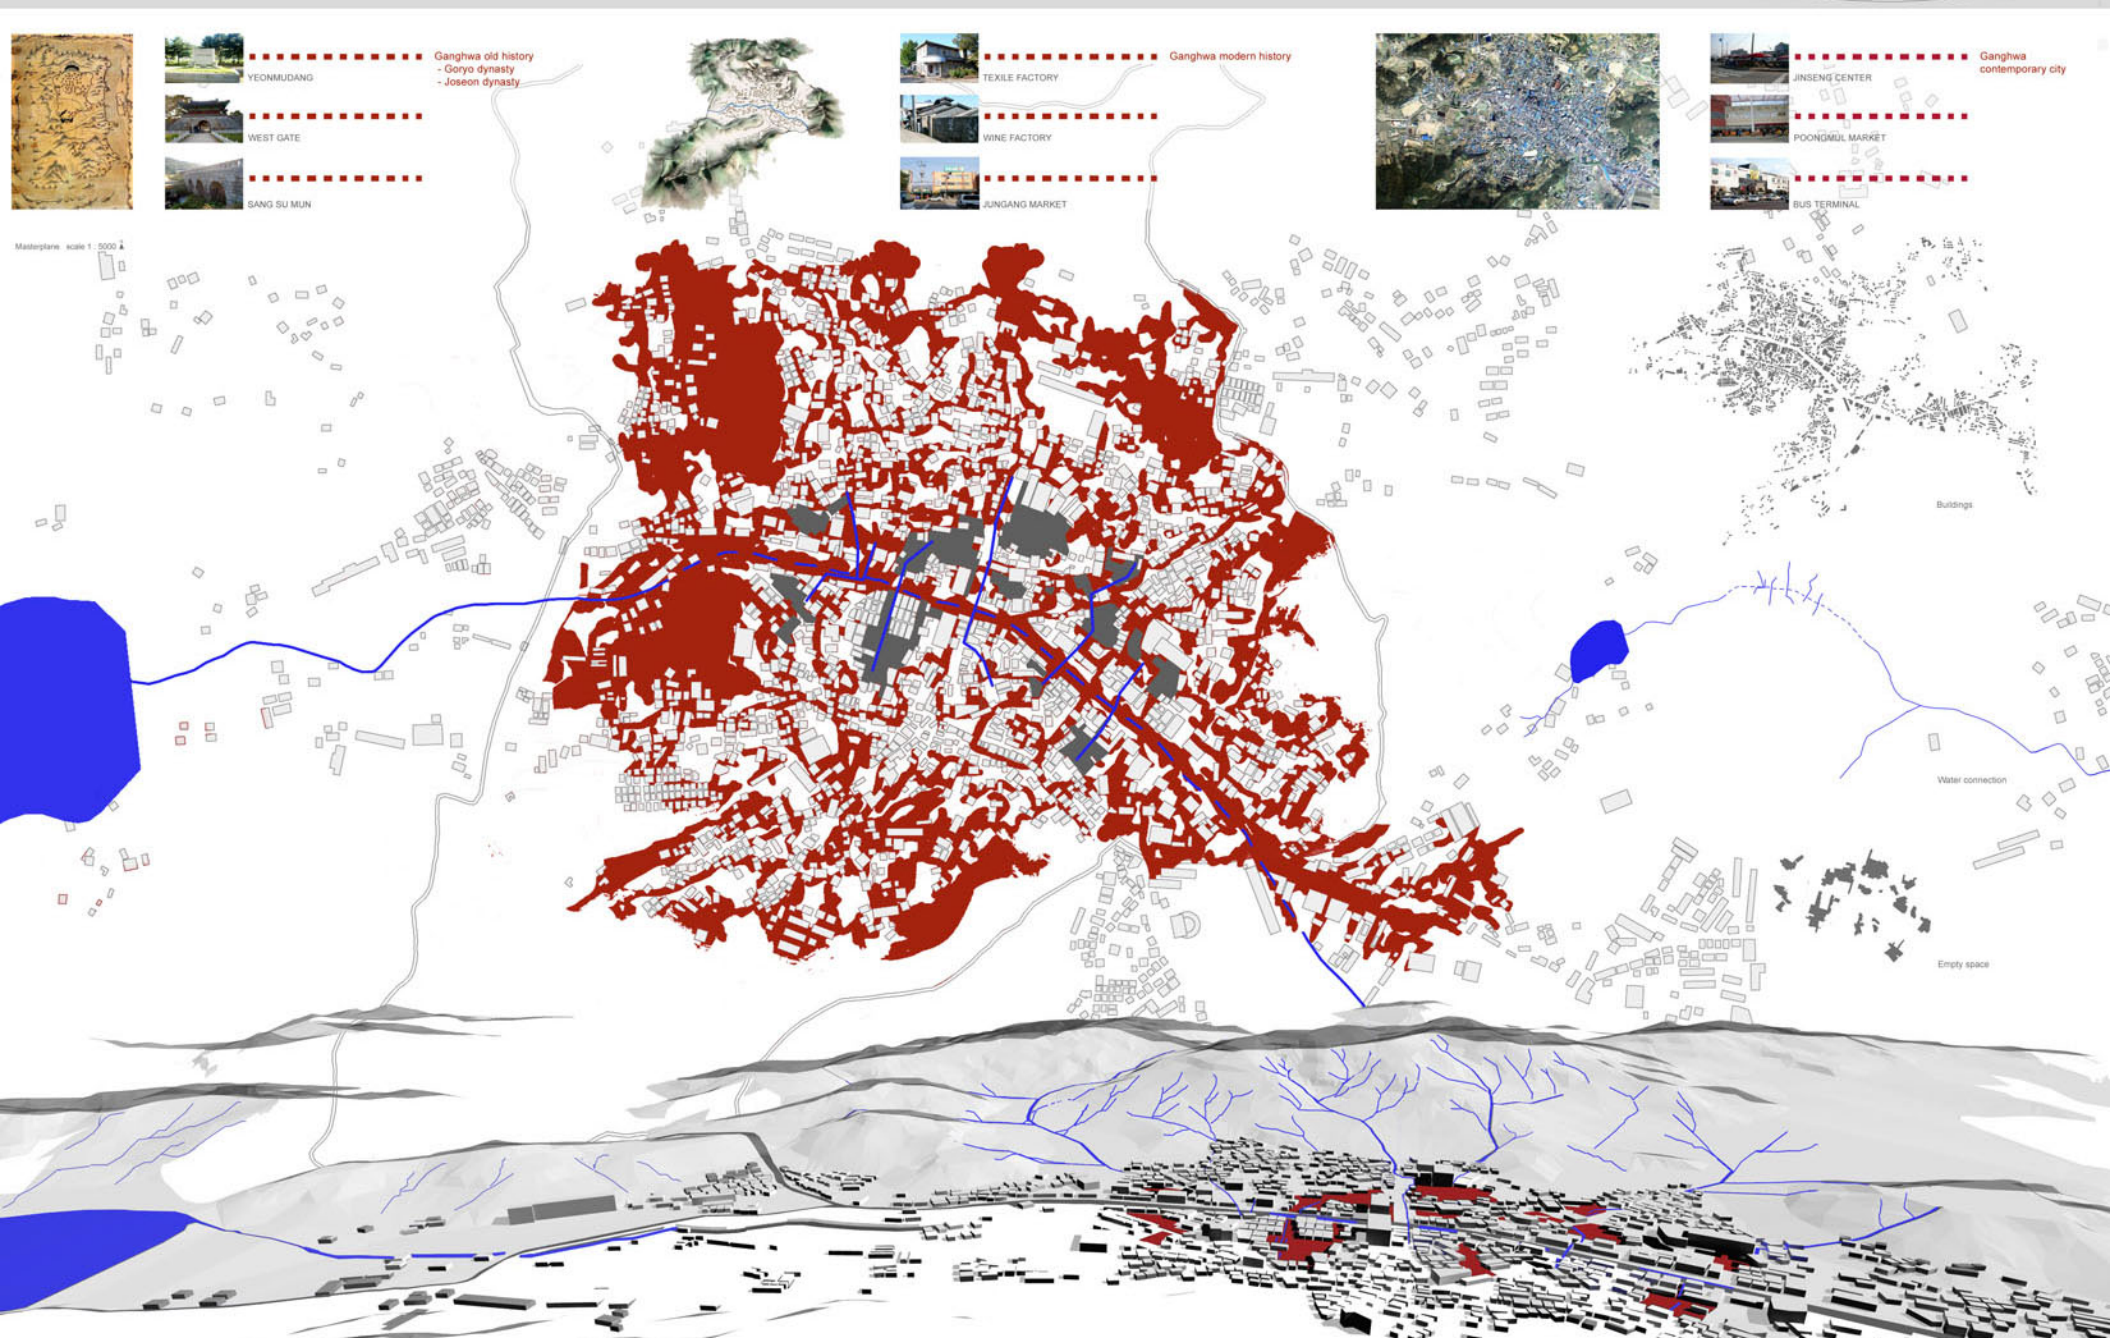 YEONMUDANG
WEST GATE
SANG SU MUN
Ganghwa old history
- Goryo dynasty
- Joseon dynasty
TEXILE FACTORY
WINE FACTORY
JUNGANG MARKET
Ganghwa modern history
JINSENG CENTER
POONGMUL MARKET
BUS TERMINAL
Ganghwa
contemporary city
Masterplane scale 1 : 5000
Buildings
Water connection
Empty space